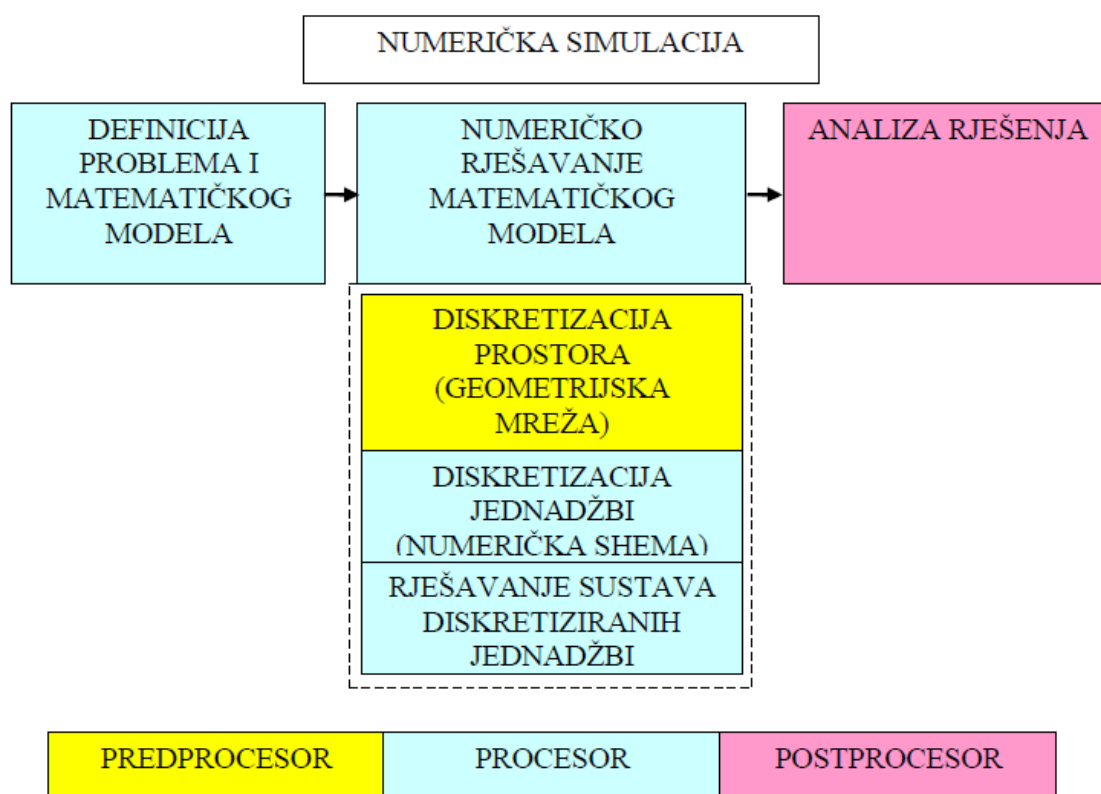 NUMERIČKA SIMULACIJA
DEFINICIJA
PROBLEMA I
MATEMATIČKOG
MODELA
NUMERIČKO
RJEŠAVANJE
MATEMATIČKOG
MODELA
ANALIZA RJEŠENJA
DISKRETIZACIJA
PROSTORA
(GEOMETRIJSKA
MREŽA)
DISKRETIZACIJA
JEDNADŽBI
(NUMERIČKA SHEMA)
RJEŠAVANJE SUSTAVA
DISKRETIZIRANIH
JEDNADŽBI
PREDPROCESOR
PROCESOR
POSTPROCESOR